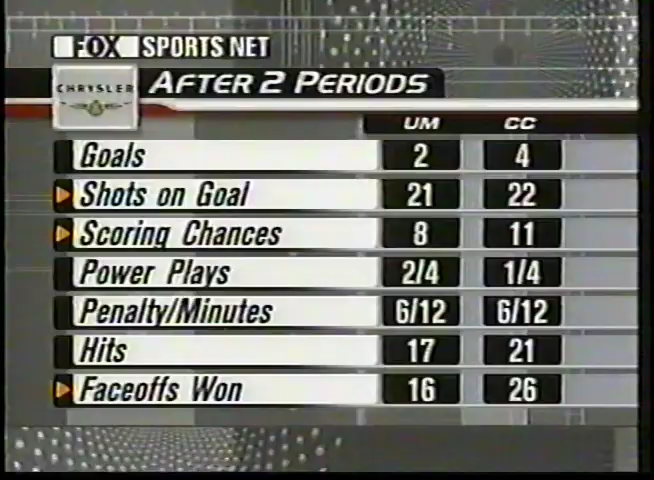 FOX SPORTS NET
CHRYSLER
AFTER 2 PERIODS
UM CC
Goals 2 4
Shots on Goal 21 22
Scoring Chances 8 11
Power Plays 2/4 1/4
Penalty/Minutes 6/12 6/12
Hits 17 21
Faceoffs Won 16 26